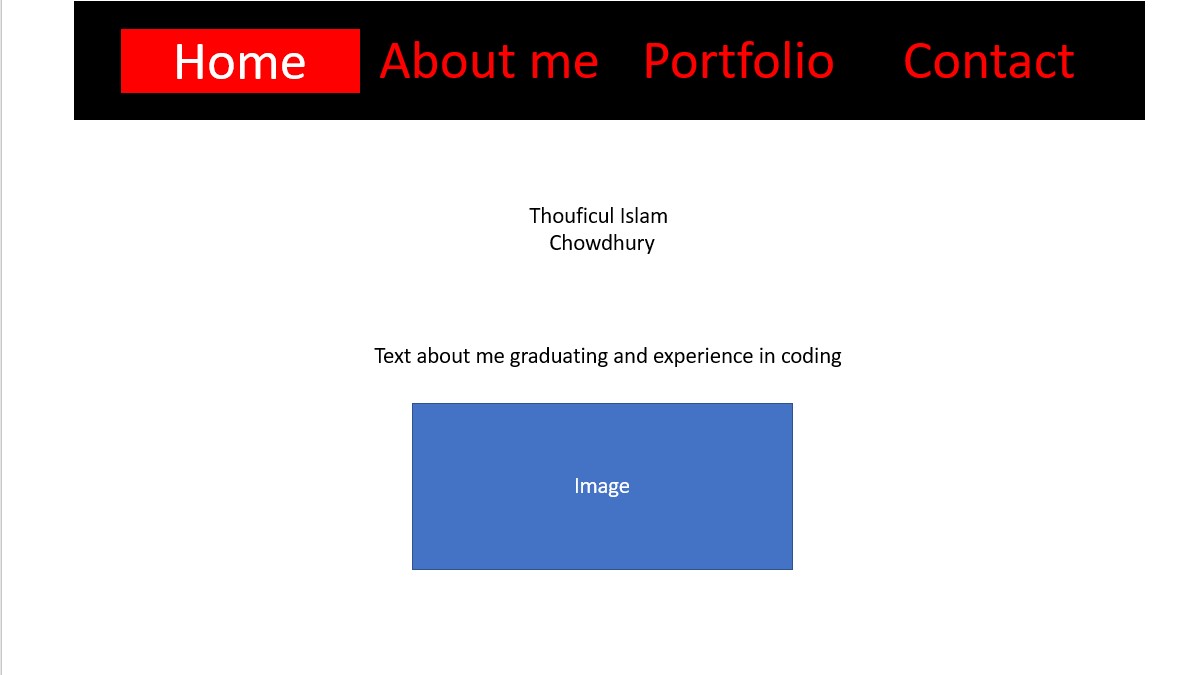 Home About me Portfolio Contact
Thouficul Islam
Chowdhury
Text about me graduating and experience in coding
Image